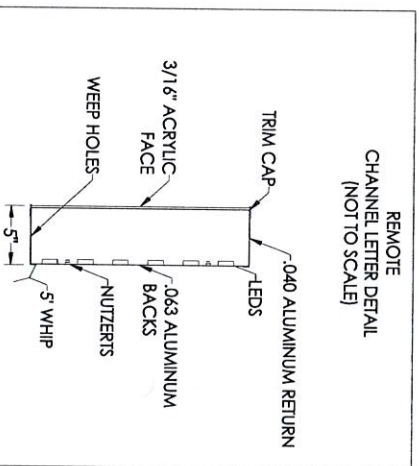 REMOTE
CHANNEL LETTER DETAIL
(NOT TO SCALE)
TRIM CAP
.040 ALUMINUM RETURN
3/16" ACRYLIC
FACE
LEDS
.063 ALUMINUM
BACKS
WEEP HOLES
NUTZERTS
5"
5' WHIP